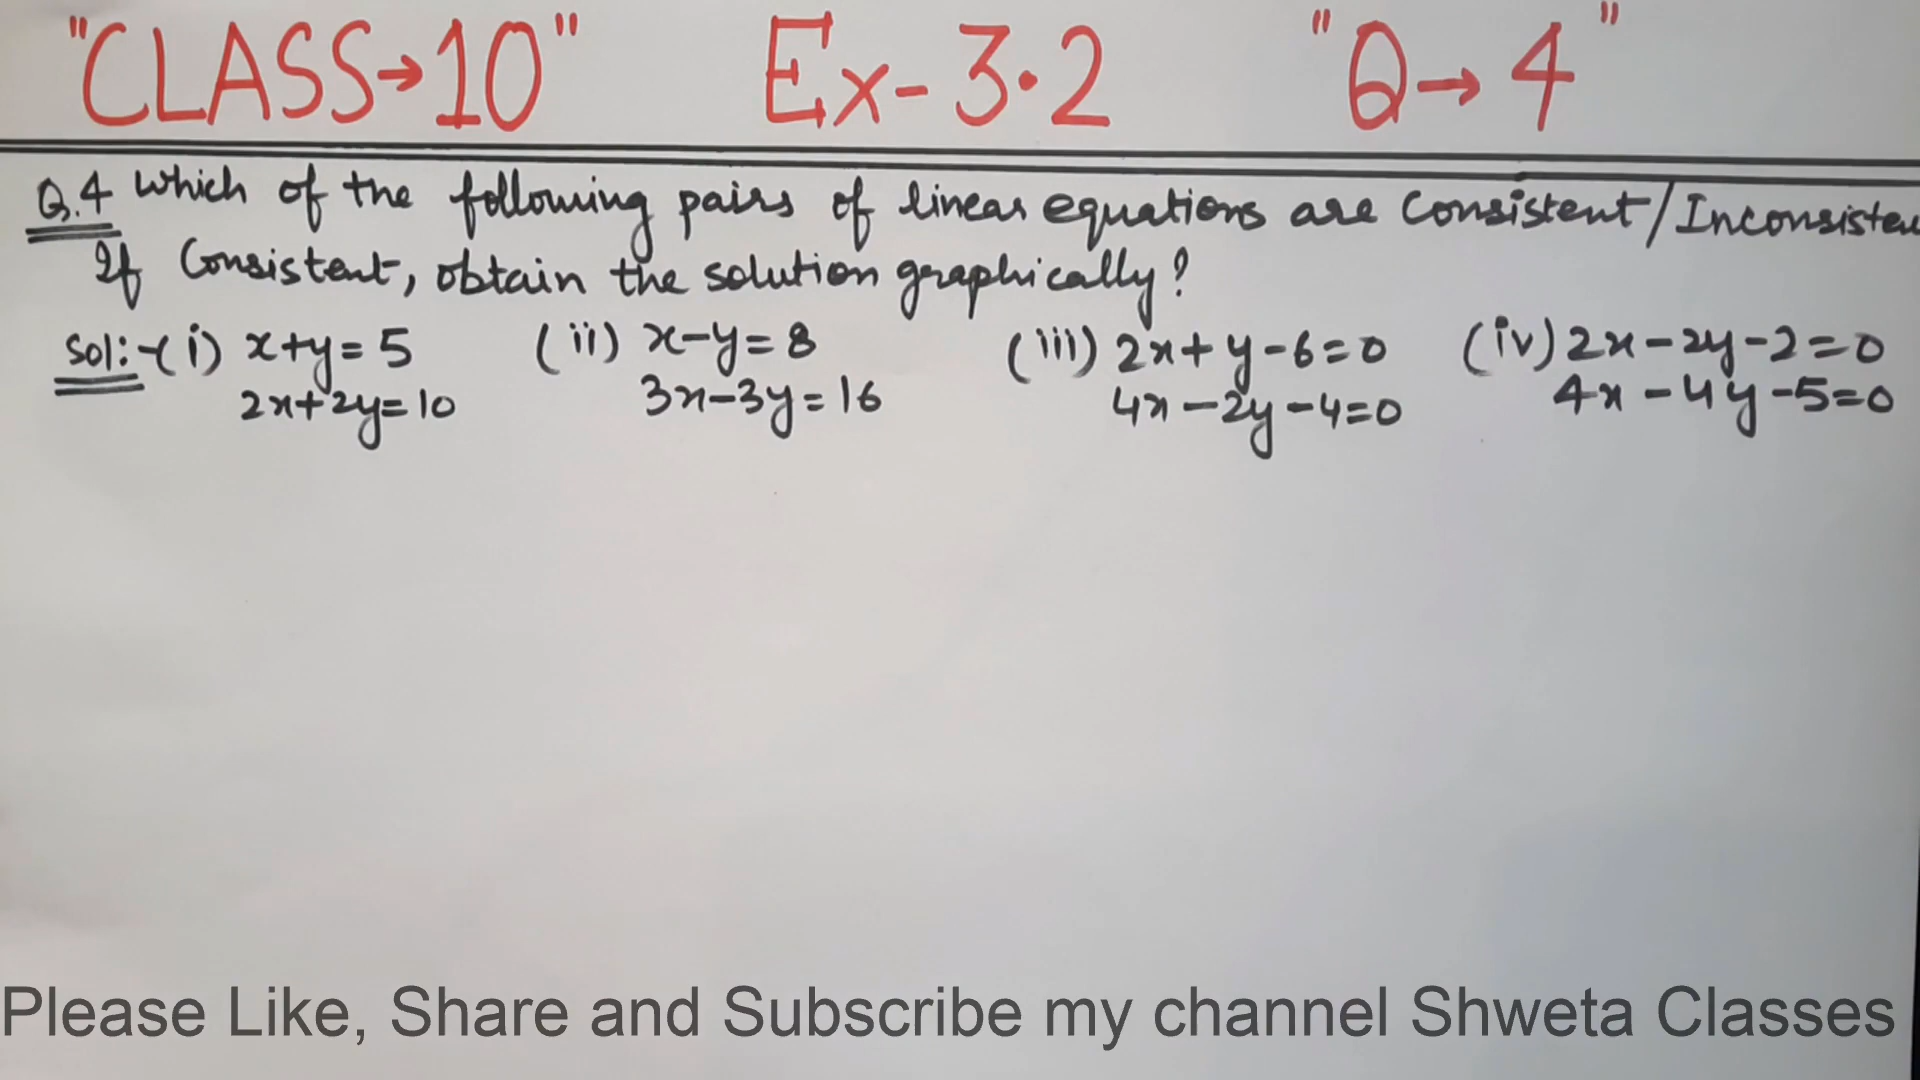 "CLASS→10" Ex-3.2 "Q→4"
Q.4 Which of the following pairs of linear equations are Consistent/Inconsisten
If Consistent, obtain the solution graphically?
Sol:-(i) x+y=5 (ii) x-y=8 (iii) 2x+y-6=0 (iv) 2x-2y-2=0
2x+2y=10 3x-3y=16 4x-2y-4=0 4x-4y-5=0
Please Like, Share and Subscribe my channel Shweta Classes